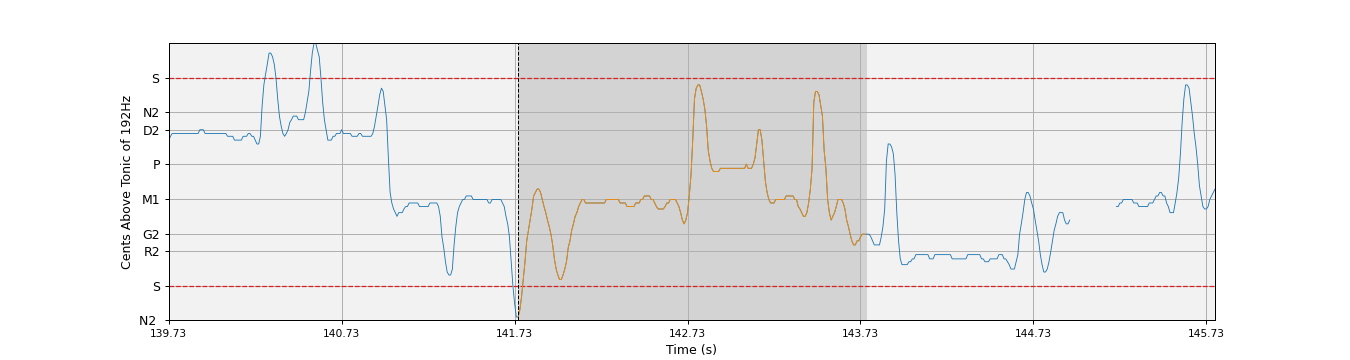 Cents Above Tonic of 192Hz
S
N2
D2
P
M1
G2
R2
S
N2
139.73 140.73 141.73 142.73 143.73 144.73 145.73
Time (s)